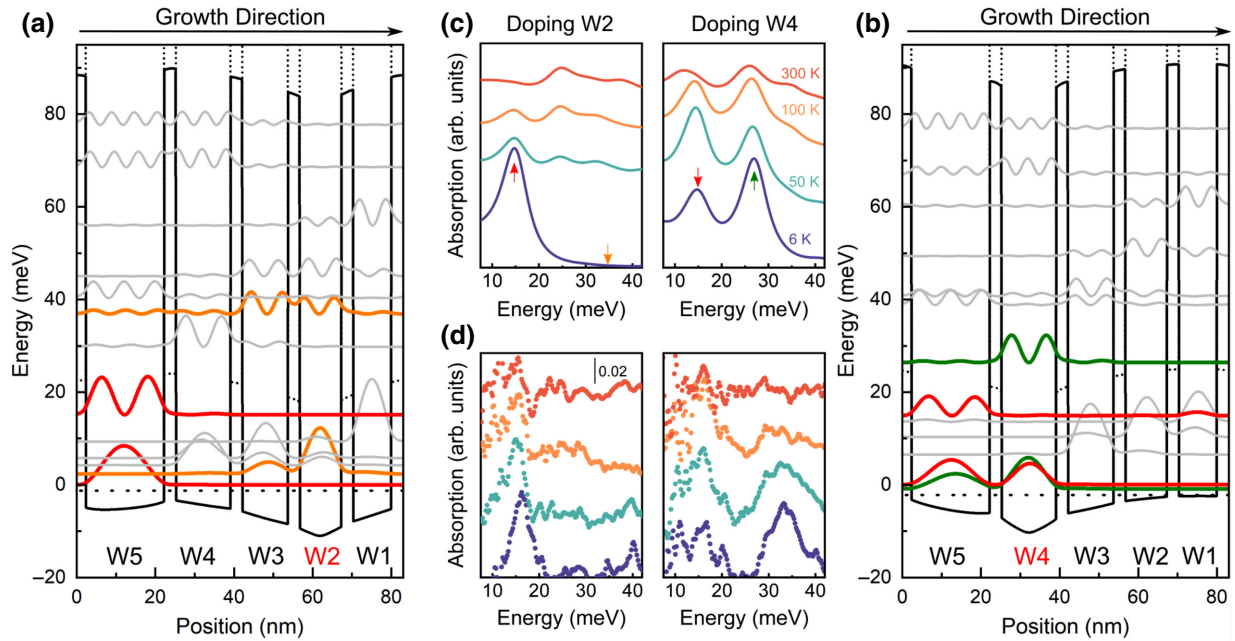 (a)
Growth Direction
Energy (meV)
80
60
40
20
0
–20
W5 W4 W3 W2 W1
0 20 40 60 80
Position (nm)
(c)
Doping W2
Doping W4
Absorption (arb. units)
300 K
100 K
50 K
6 K
10 20 30 40
Energy (meV)
10 20 30 40
Energy (meV)
(d)
Absorption (arb. units)
0.02
10 20 30 40
Energy (meV)
10 20 30 40
Energy (meV)
(b)
Growth Direction
Energy (meV)
80
60
40
20
0
–20
W5 W4 W3 W2 W1
0 20 40 60 80
Position (nm)